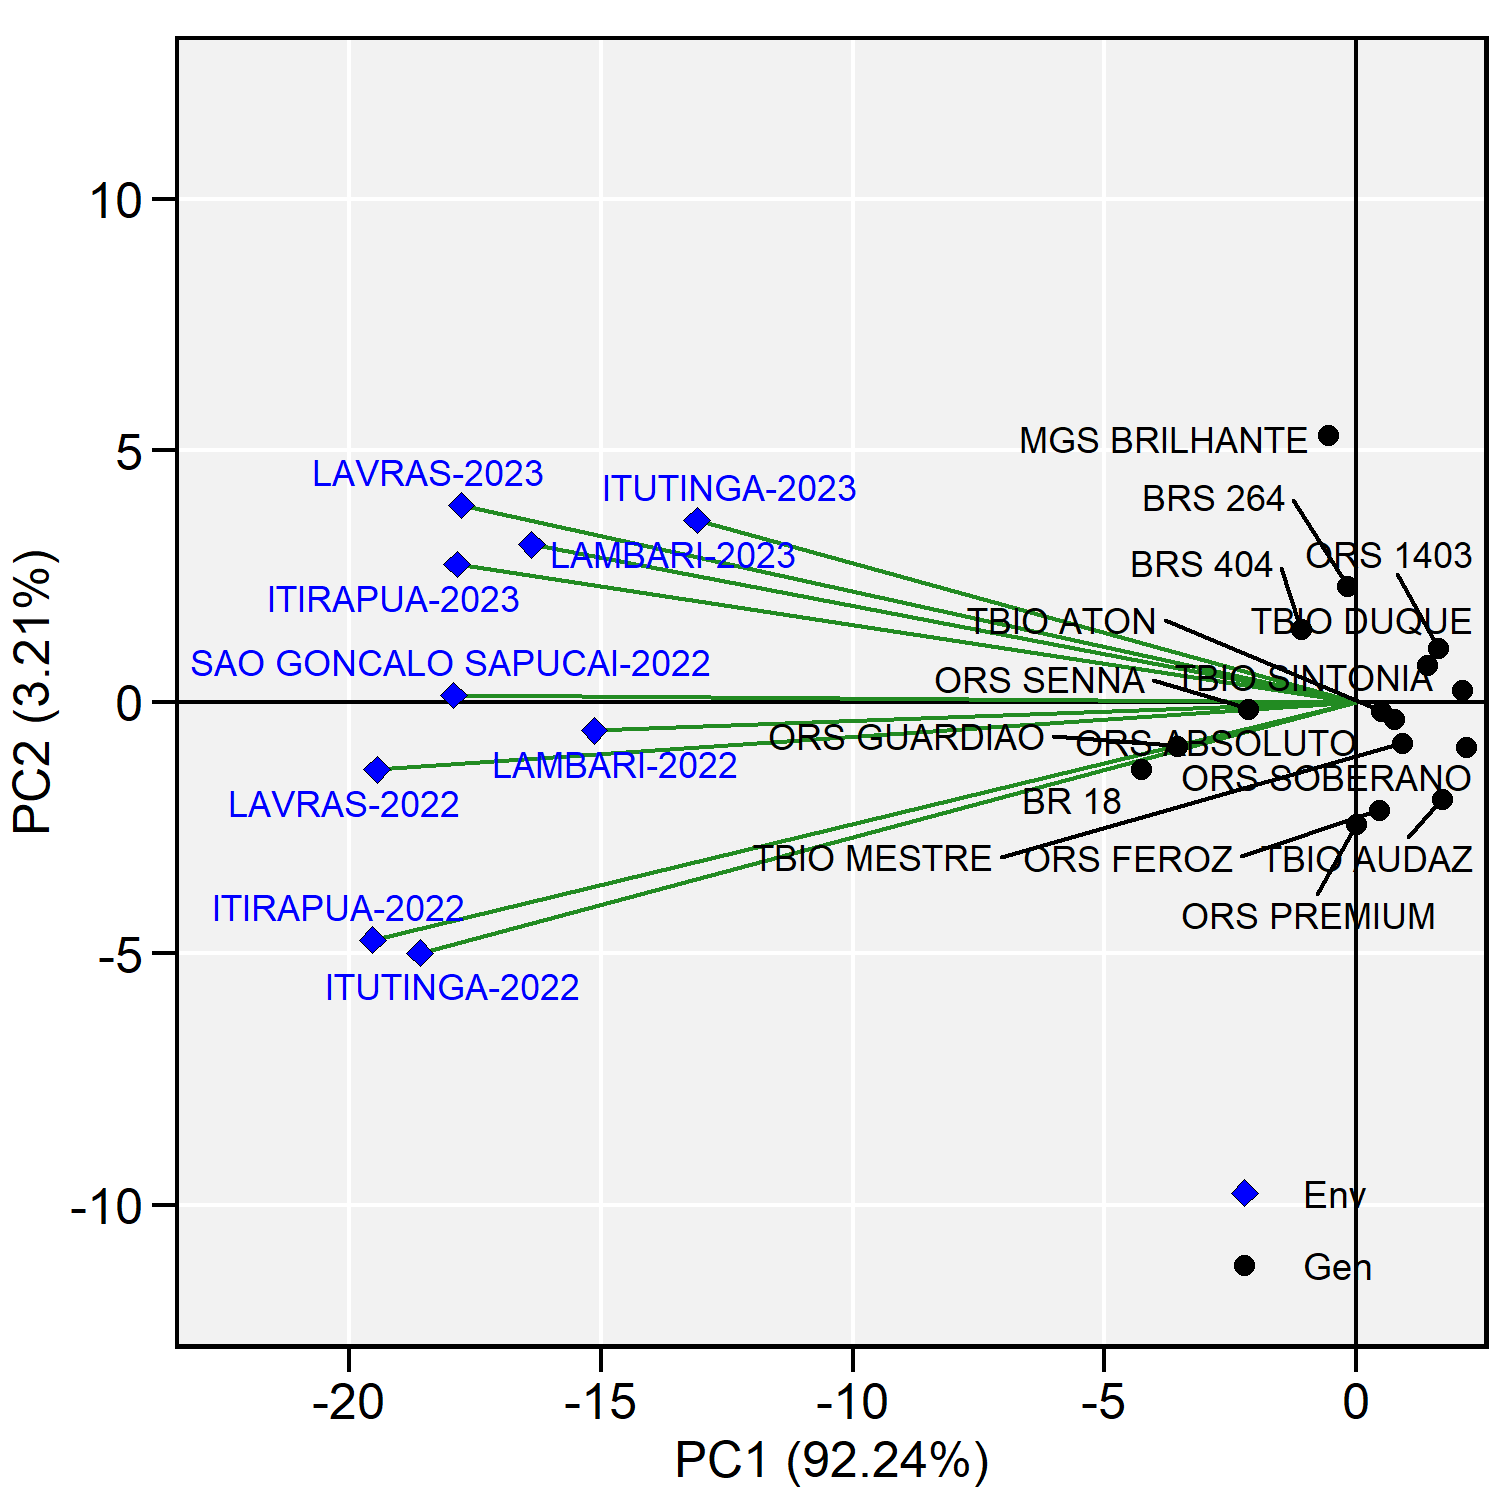 10
5
0
-5
-10
PC2 (3.21%)
MGS BRILHANTE
LAVRAS-2023
ITUTINGA-2023
BRS 264
LAMBARI-2023
BRS 404
ORS 1403
ITIRAPUA-2023
TBIO ATON
TBIO DUQUE
SAO GONCALO SAPUCAI-2022
ORS SENNA
TBIO SINTONIA
ORS GUARDIAO
ORS ABSOLUTO
LAMBARI-2022
ORS SOBERANO
LAVRAS-2022
BR 18
TBIO MESTRE
ORS FEROZ
TBIO AUDAZ
ITIRAPUA-2022
ORS PREMIUM
ITUTINGA-2022
Env
Gen
-20
-15
-10
-5
0
PC1 (92.24%)